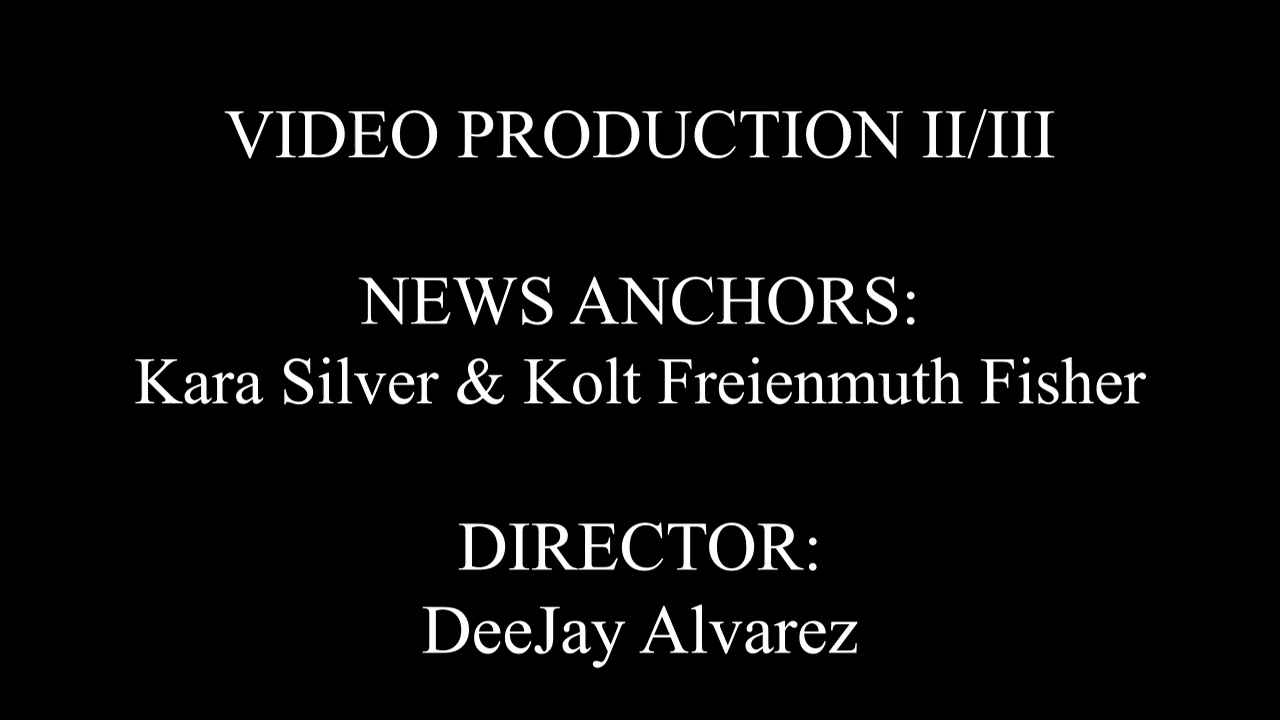 VIDEO PRODUCTION II/III
NEWS ANCHORS:
Kara Silver & Kolt Freienmuth Fisher
DIRECTOR:
DeeJay Alvarez